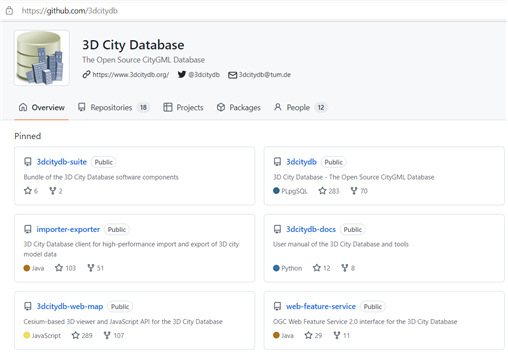 https://github.com/3dcitydb
3D City Database
The Open Source CityGML Database
https://www.3dcitydb.org/ @3dcitydb 3dcitydb@tum.de
Overview Repositories 18 Projects Packages People 12
Pinned
3dcitydb-suite Public
Bundle of the 3D City Database software components
6 2
3dcitydb Public
3D City Database - The Open Source CityGML Database
PLpgSQL 283 70
importer-exporter Public
3D City Database client for high-performance import and export of 3D city
model data
Java 103 51
3dcitydb-docs Public
User manual of the 3D City Database and tools
Python 12 8
3dcitydb-web-map Public
Cesium-based 3D viewer and JavaScript API for the 3D City Database
JavaScript 289 107
web-feature-service Public
OGC Web Feature Service 2.0 interface for the 3D City Database
Java 29 11